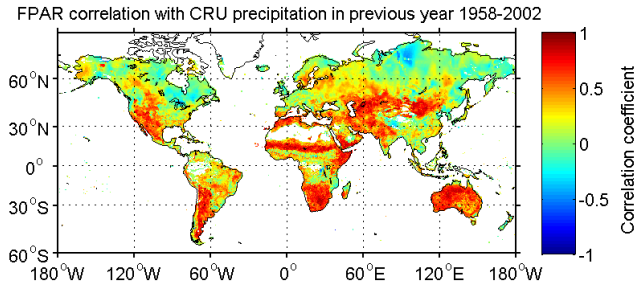 FPAR correlation with CRU precipitation in previous year 1958-2002
60°N
30°N
0°
30°S
60°S
180°W 120°W 60°W 0° 60°E 120°E 180°W
1
0.5
0
-0.5
-1
Correlation coefficient